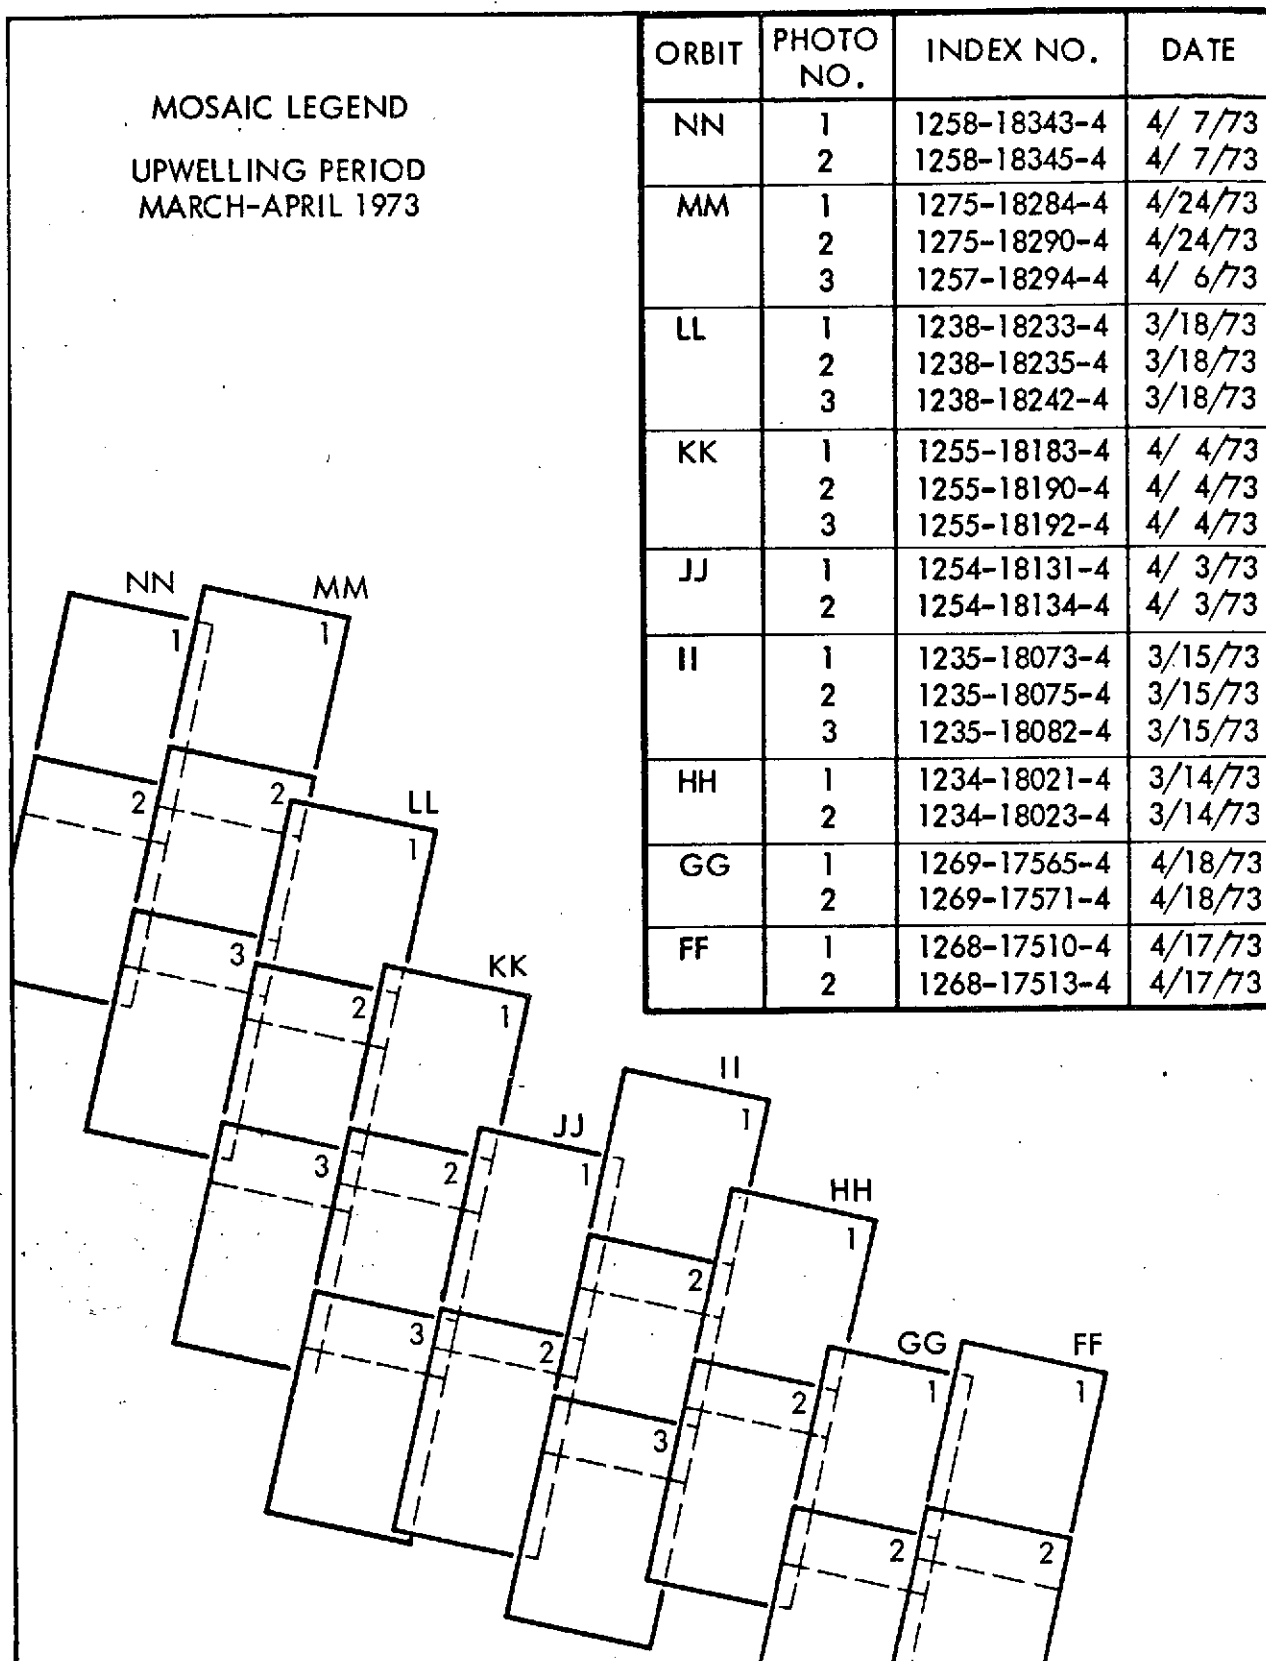 MOSAIC LEGEND
UPWELLING PERIOD
MARCH-APRIL 1973
ORBIT PHOTO NO. INDEX NO. DATE
NN 1 1258-18343-4 4/ 7/73
2 1258-18345-4 4/ 7/73
MM 1 1275-18284-4 4/24/73
2 1275-18290-4 4/24/73
3 1257-18294-4 4/ 6/73
LL 1 1238-18233-4 3/18/73
2 1238-18235-4 3/18/73
3 1238-18242-4 3/18/73
KK 1 1255-18183-4 4/ 4/73
2 1255-18190-4 4/ 4/73
3 1255-18192-4 4/ 4/73
JJ 1 1254-18131-4 4/ 3/73
2 1254-18134-4 4/ 3/73
II 1 1235-18073-4 3/15/73
2 1235-18075-4 3/15/73
3 1235-18082-4 3/15/73
HH 1 1234-18021-4 3/14/73
2 1234-18023-4 3/14/73
GG 1 1269-17565-4 4/18/73
2 1269-17571-4 4/18/73
FF 1 1268-17510-4 4/17/73
2 1268-17513-4 4/17/73
NN
1
2
MM
1
2
3
LL
1
2
3
KK
1
2
3
JJ
1
2
II
1
2
3
HH
1
2
GG
1
2
FF
1
2